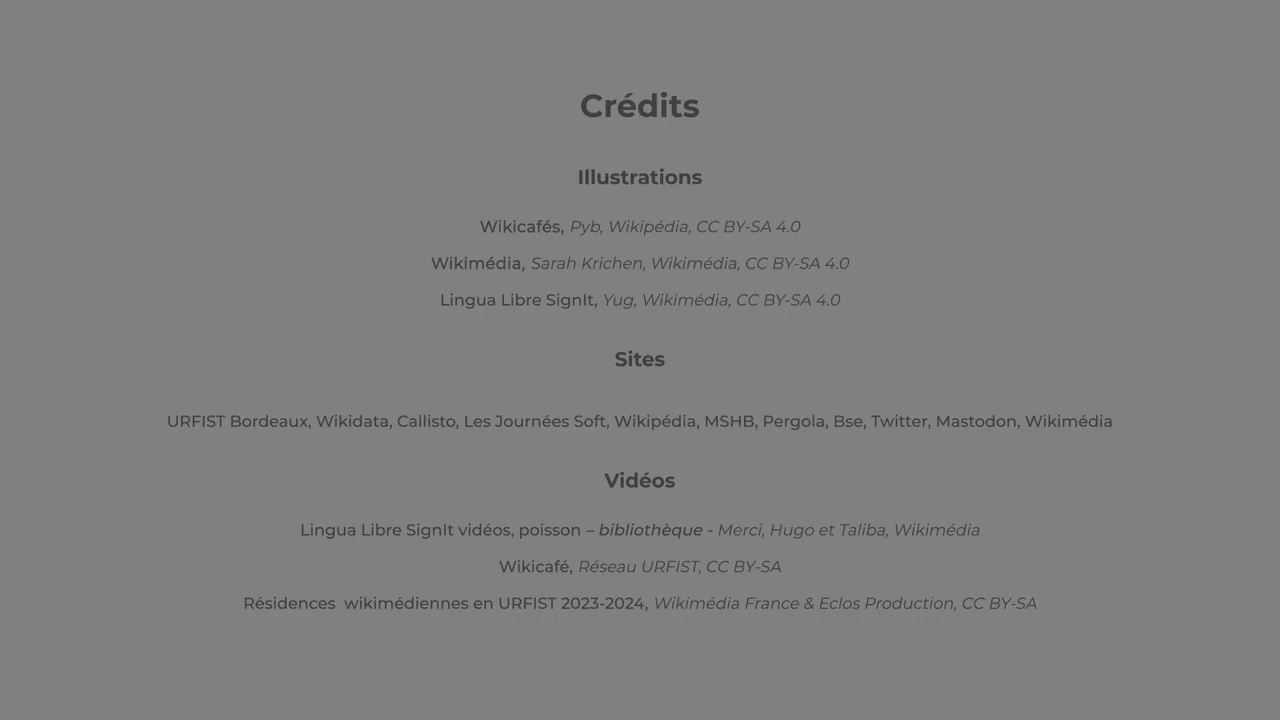 Crédits
Illustrations
Wikicafés, Pyb, Wikipédia, CC BY-SA 4.0
Wikimédia, Sarah Krichen, Wikimédia, CC BY-SA 4.0
Lingua Libre SignIt, Yug, Wikimédia, CC BY-SA 4.0
Sites
URFIST Bordeaux, Wikidata, Callisto, Les Journées Soft, Wikipédia, MSHB, Pergola, Bse, Twitter, Mastodon, Wikimédia
Vidéos
Lingua Libre SignIt vidéos, poisson – bibliothèque - Merci, Hugo et Taliba, Wikimédia
Wikicafé, Réseau URFIST, CC BY-SA
Résidences  wikimédiennes en URFIST 2023-2024, Wikimédia France & Eclos Production, CC BY-SA